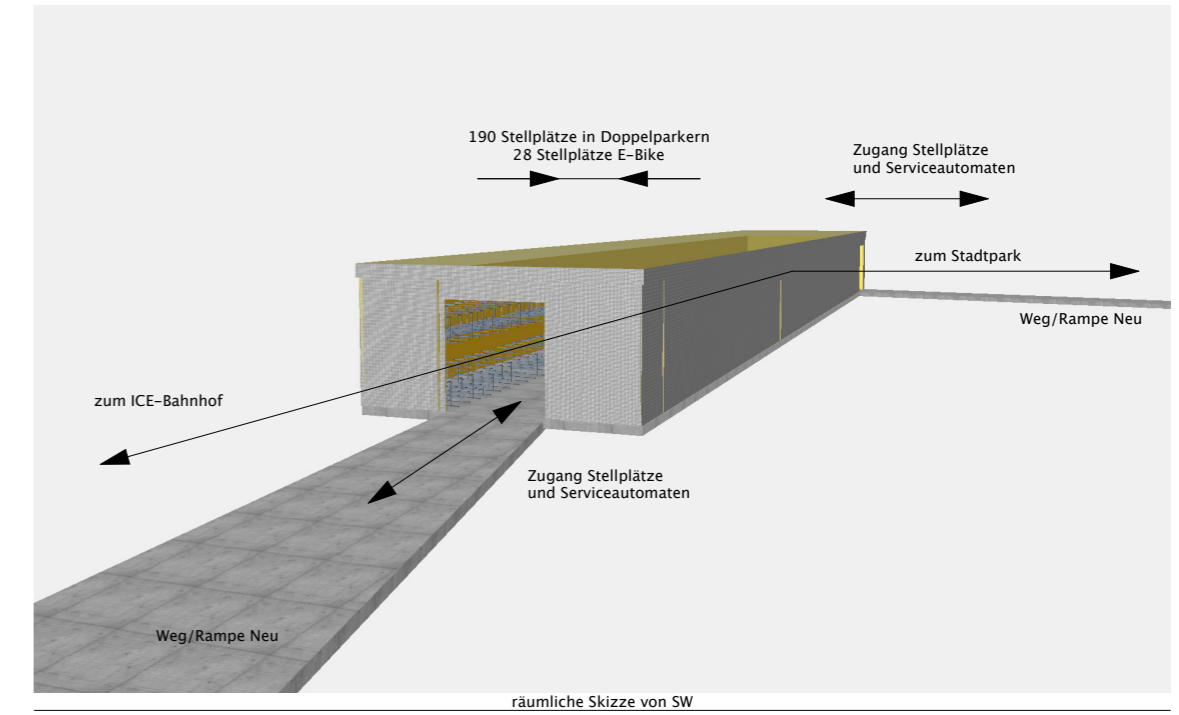 190 Stellplätze in Doppelparkern
28 Stellplätze E-Bike
Zugang Stellplätze
und Serviceautomaten
zum Stadtpark
Weg/Rampe Neu
zum ICE-Bahnhof
Zugang Stellplätze
und Serviceautomaten
Weg/Rampe Neu
räumliche Skizze von SW